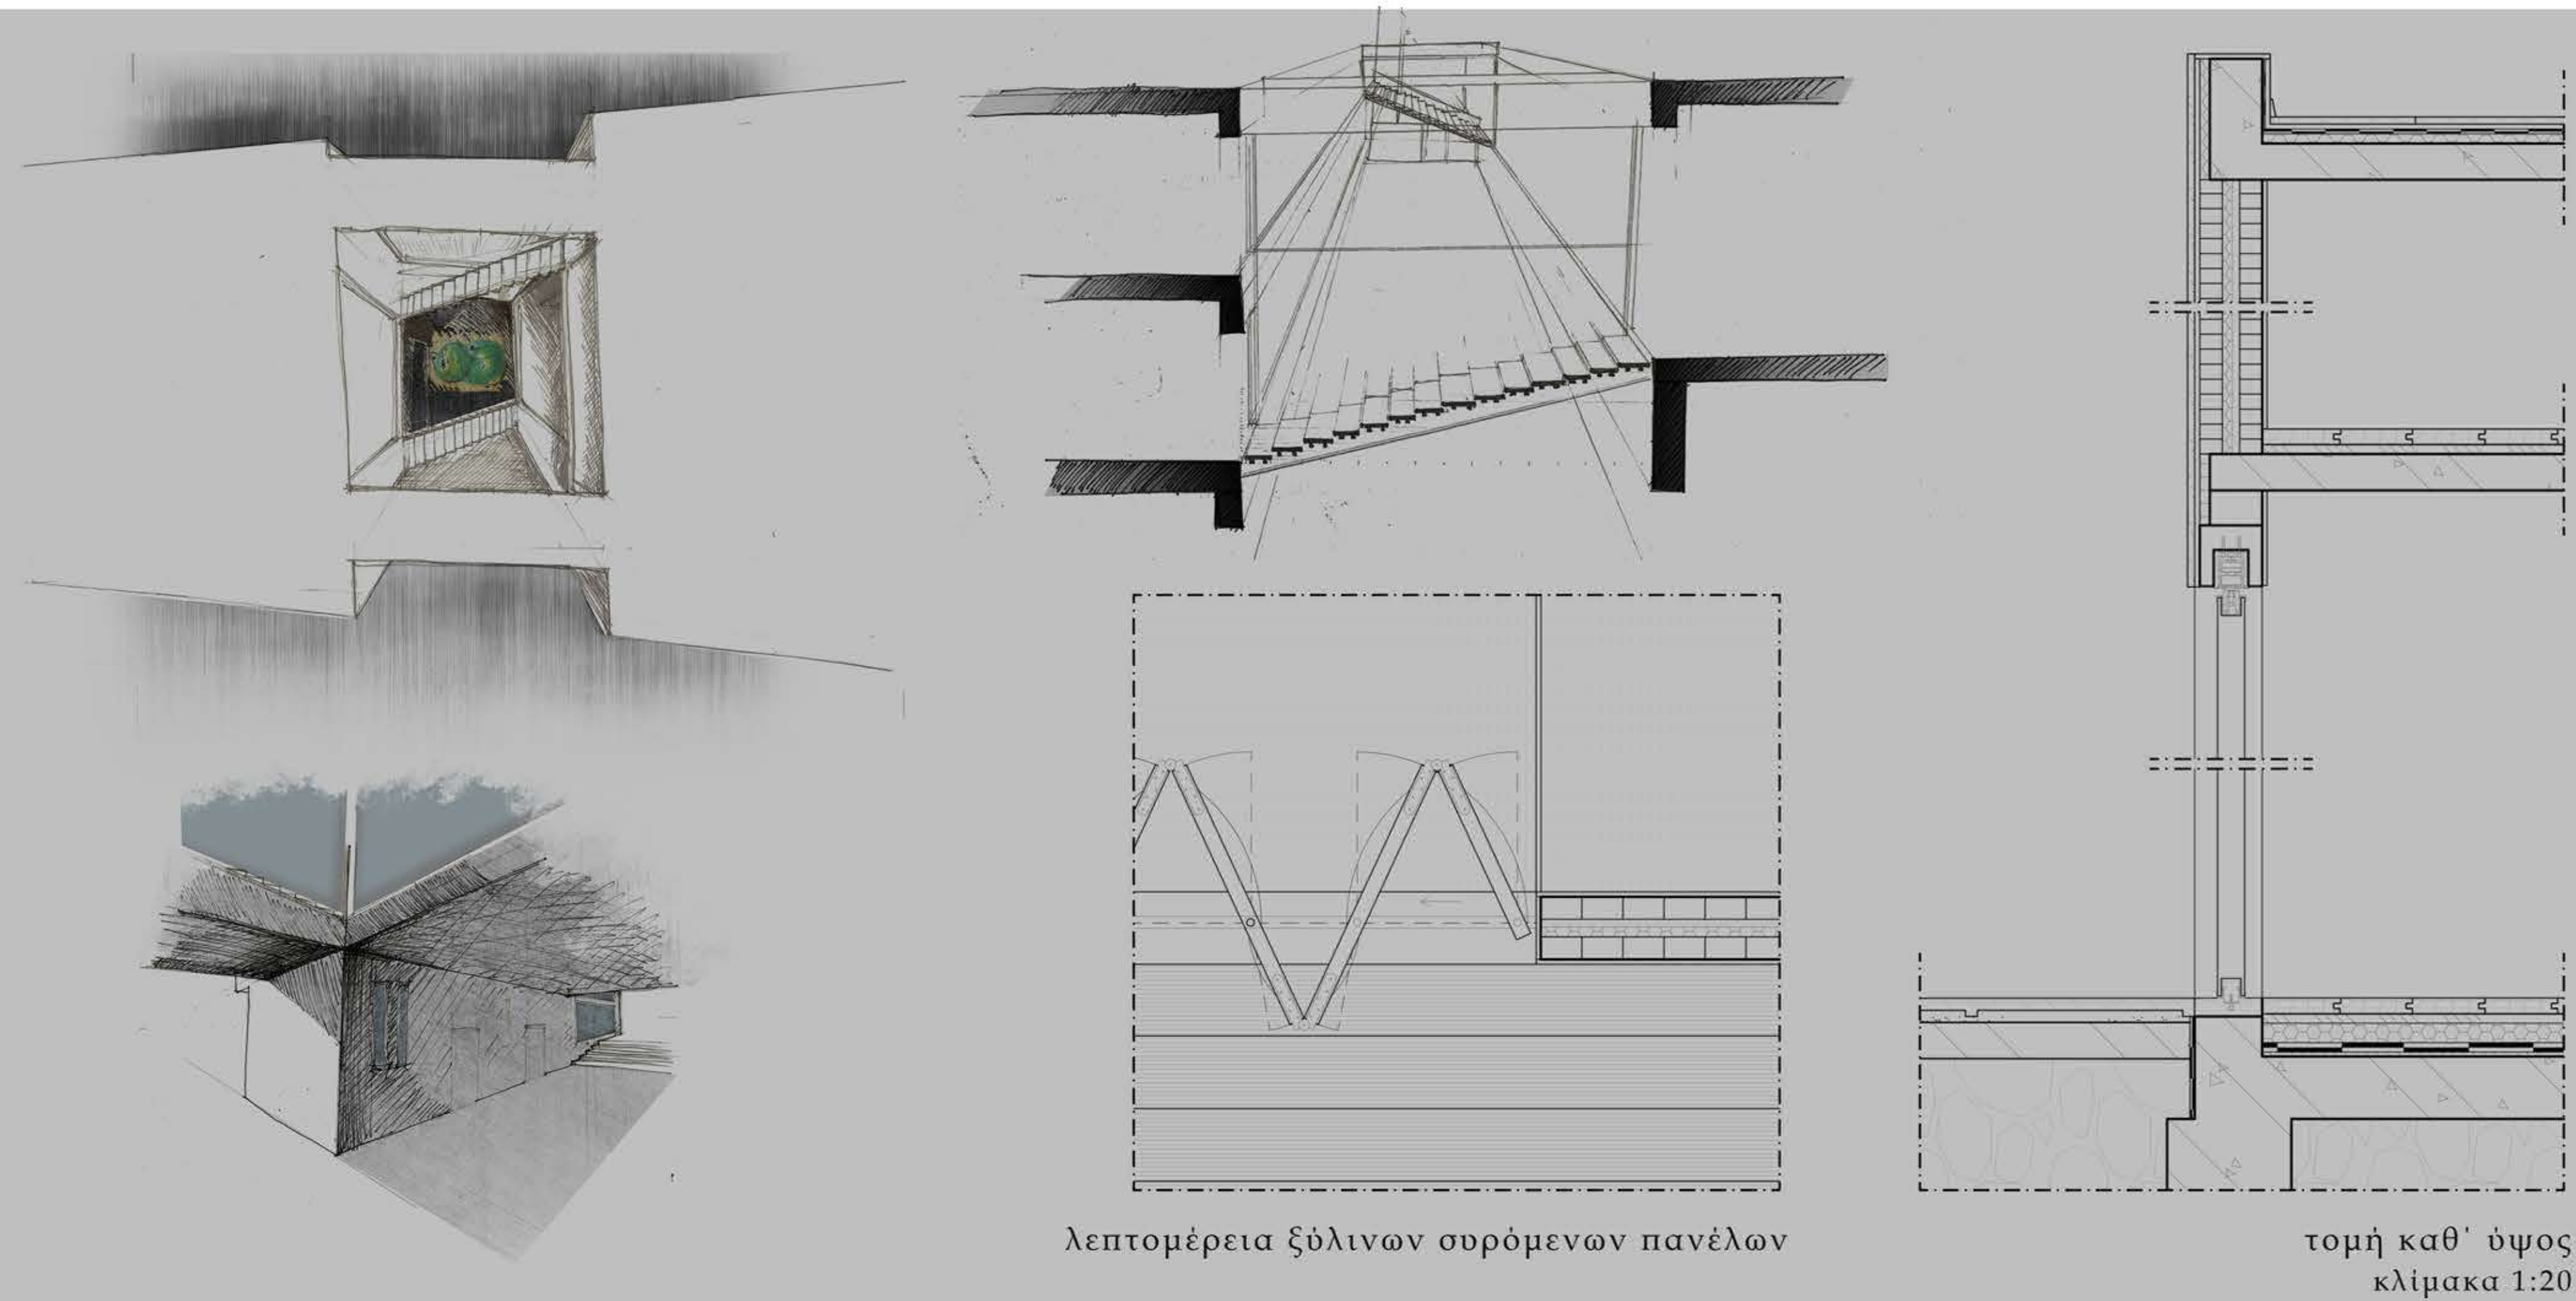 λεπτομέρεια ξύλινων συρόμενων πανέλων
τομή καθ' ύψος
κλίμακα 1:20